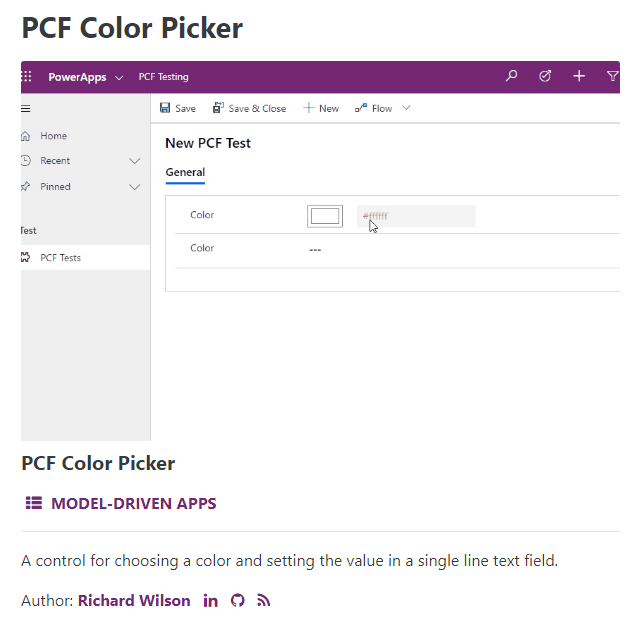 PCF Color Picker
PowerApps PCF Testing
Save Save & Close New Flow
Home
Recent
Pinned
Test
PCF Tests
New PCF Test
General
Color #ffffff
Color ---
PCF Color Picker
MODEL-DRIVEN APPS
A control for choosing a color and setting the value in a single line text field.
Author: Richard Wilson in